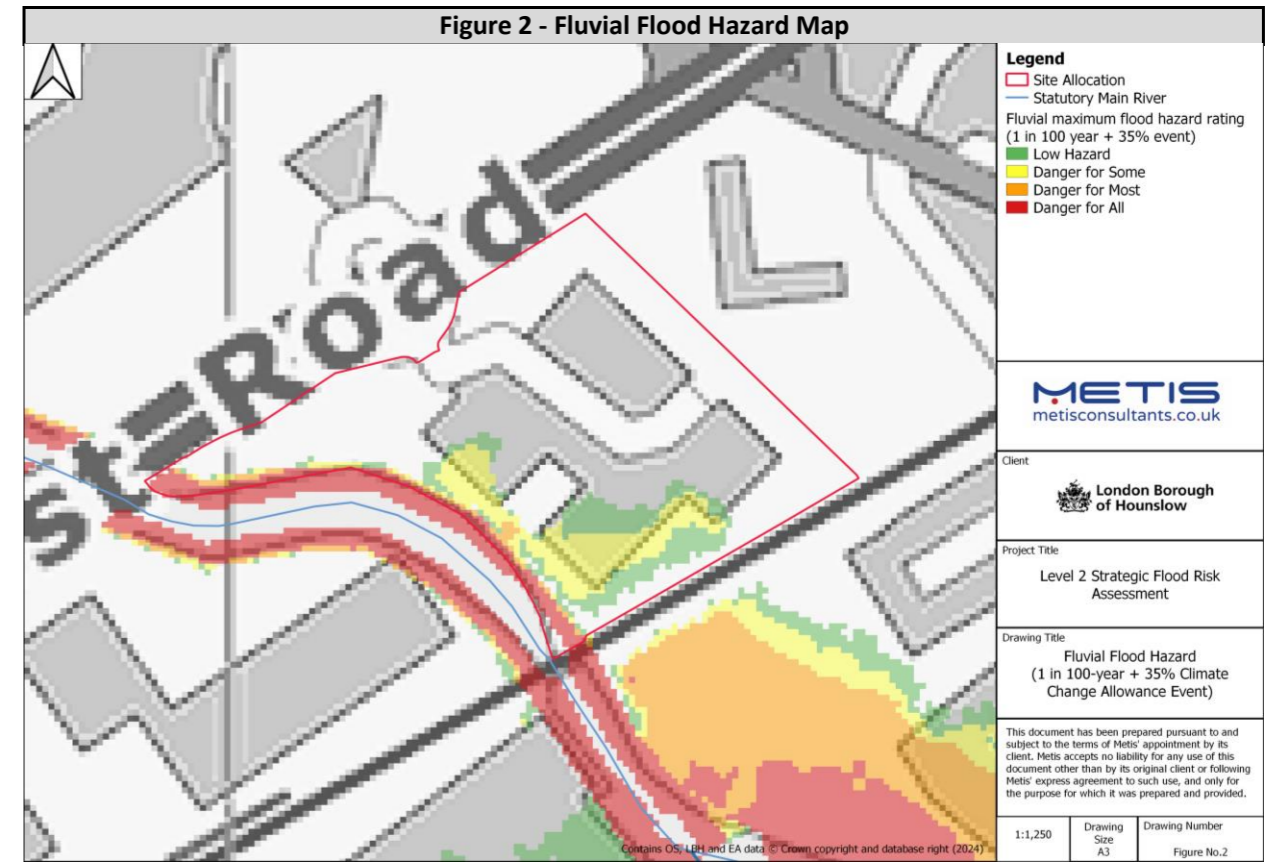 Figure 2 - Fluvial Flood Hazard Map
st Road
Contains OS, LBH and EA data © Crown copyright and database right (2024)
Legend
Site Allocation
Statutory Main River
Fluvial maximum flood hazard rating
(1 in 100 year + 35% event)
Low Hazard
Danger for Some
Danger for Most
Danger for All
METIS
metisconsultants.co.uk
Client
London Borough
of Hounslow
Project Title
Level 2 Strategic Flood Risk
Assessment
Drawing Title
Fluvial Flood Hazard
(1 in 100-year + 35% Climate
Change Allowance Event)
This document has been prepared pursuant to and
subject to the terms of Metis' appointment by its
client. Metis accepts no liability for any use of this
document other than by its original client or following
Metis' express agreement to such use, and only for
the purpose for which it was prepared and provided.
1:1,250
Drawing
Size
A3
Drawing Number
Figure No.2